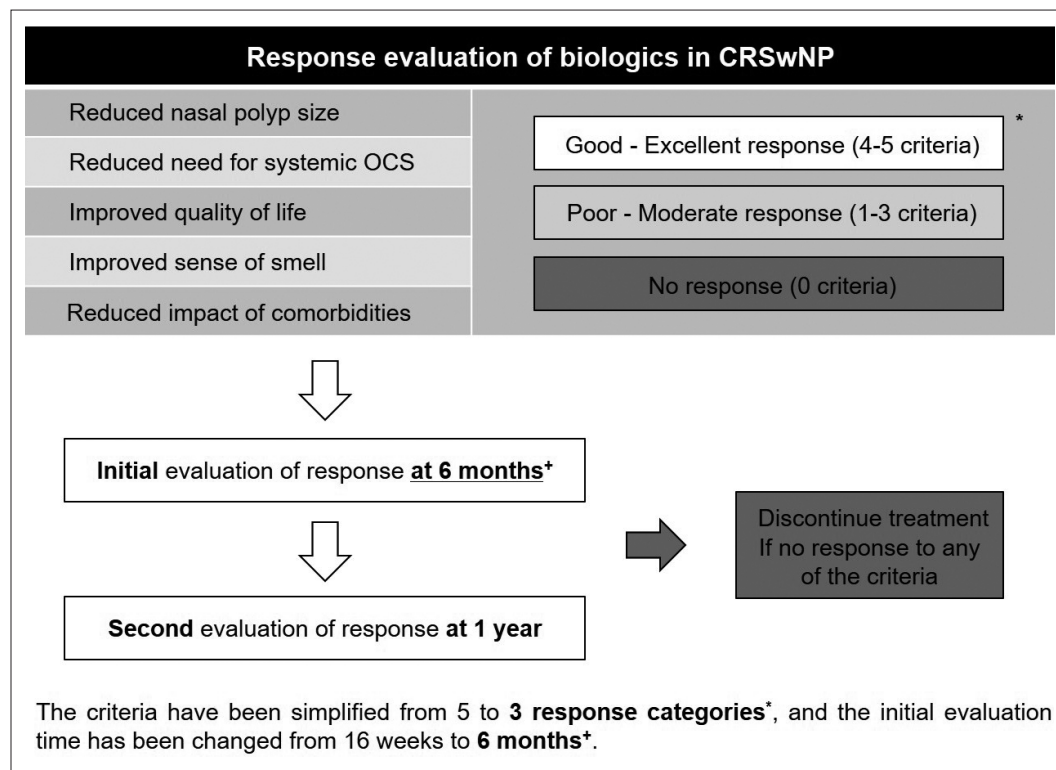 Response evaluation of biologics in CRSwNP
Reduced nasal polyp size
Reduced need for systemic OCS
Improved quality of life
Improved sense of smell
Reduced impact of comorbidities
*
Good - Excellent response (4-5 criteria)
Poor - Moderate response (1-3 criteria)
No response (0 criteria)
Initial evaluation of response at 6 months+
Discontinue treatment
If no response to any
of the criteria
Second evaluation of response at 1 year
The criteria have been simplified from 5 to 3 response categories*, and the initial evaluation
time has been changed from 16 weeks to 6 months+.